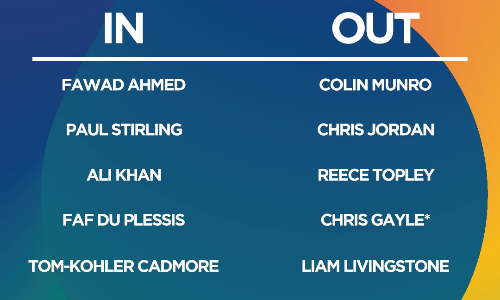 IN OUT
FAWAD AHMED COLIN MUNRO
PAUL STIRLING CHRIS JORDAN
ALI KHAN REECE TOPLEY
FAF DU PLESSIS CHRIS GAYLE*
TOM-KOHLER CADMORE LIAM LIVINGSTONE